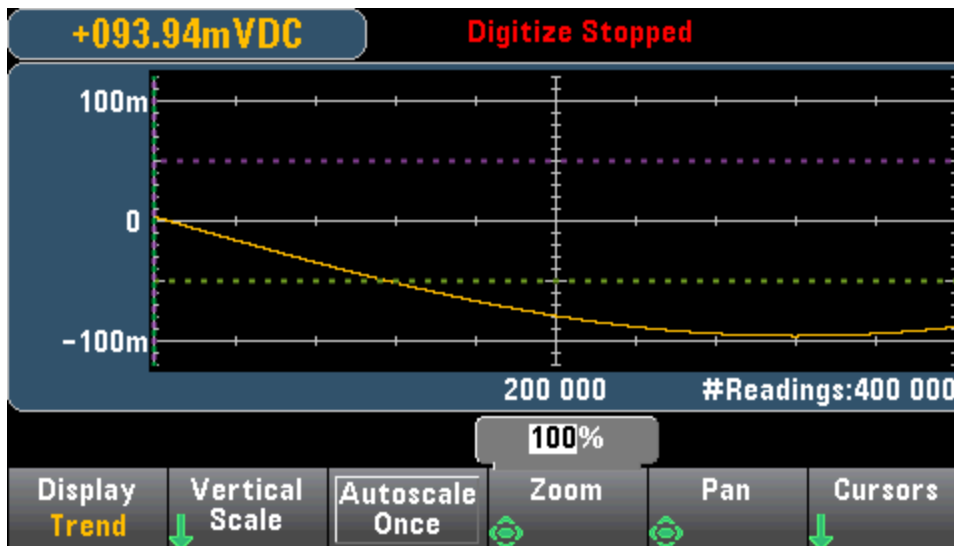 +093.94mVDC
Digitize Stopped
100m
0
-100m
200 000
#Readings:400 000
100%
Display
Trend
Vertical
Scale
Autoscale
Once
Zoom
Pan
Cursors